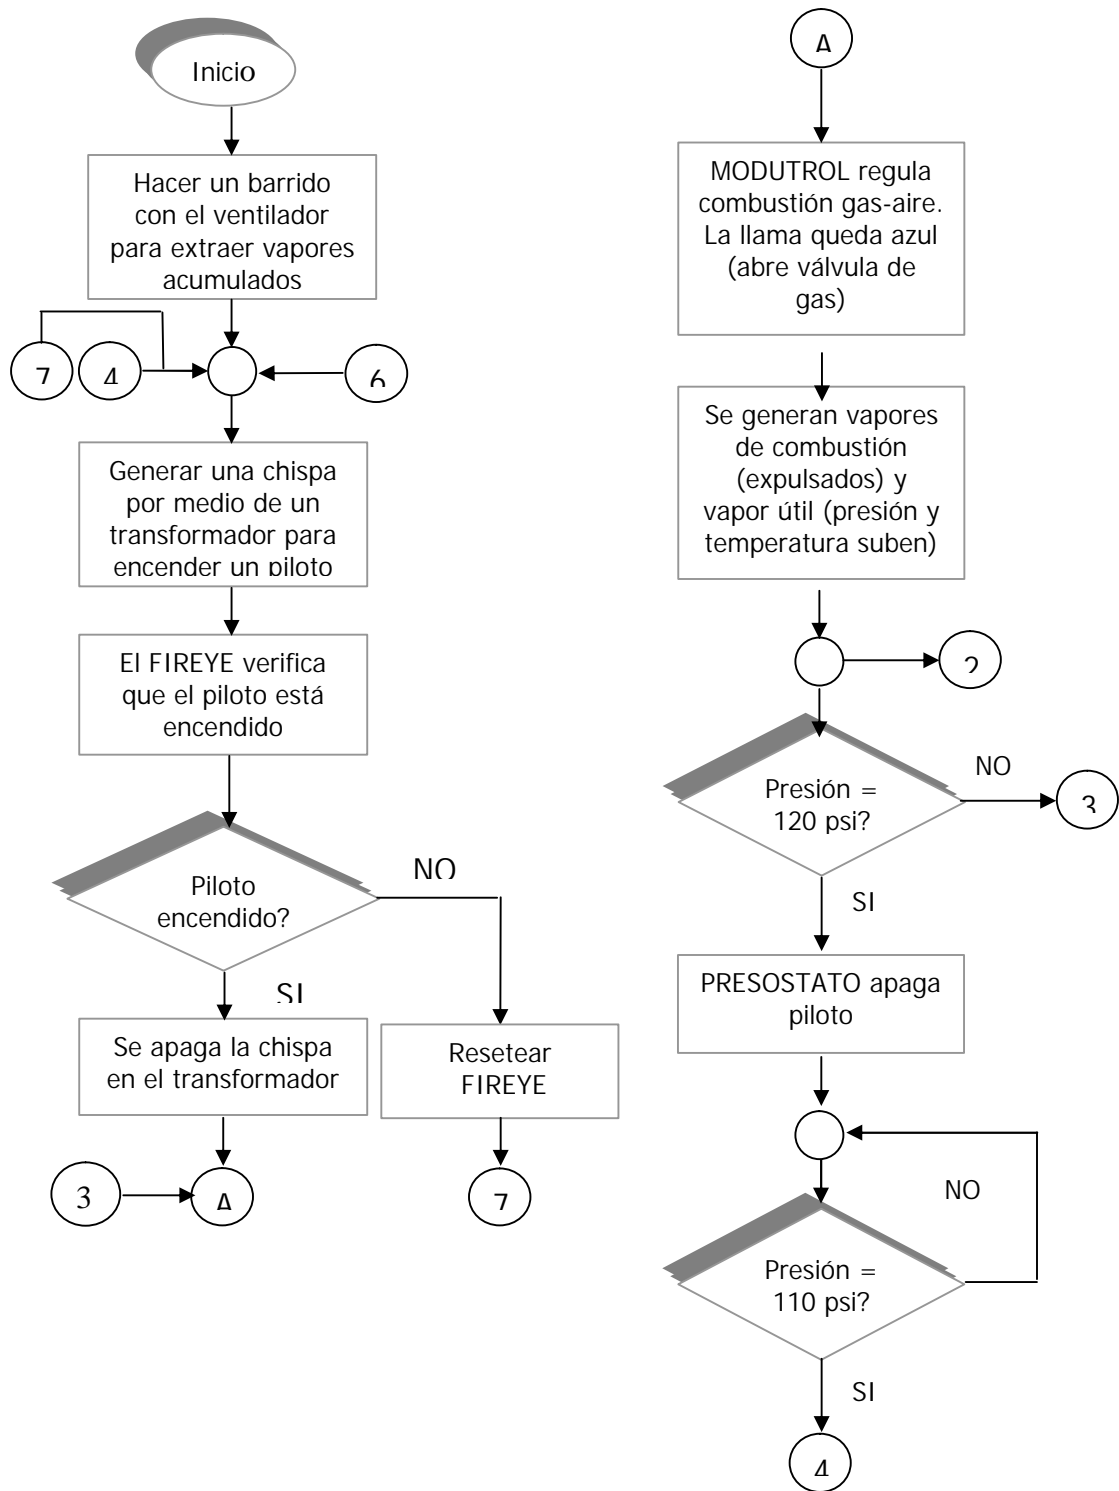 Inicio
Hacer un barrido
con el ventilador
para extraer vapores
acumulados
7
4
6
Generar una chispa
por medio de un
transformador para
encender un piloto
El FIREYE verifica
que el piloto está
encendido
Piloto
encendido?
NO
SI
Se apaga la chispa
en el transformador
Resetear
FIREYE
3
A
7
A
MODUTROL regula
combustión gas-aire.
La llama queda azul
(abre válvula de
gas)
Se generan vapores
de combustión
(expulsados) y
vapor útil (presión y
temperatura suben)
2
Presión =
120 psi?
NO
3
SI
PRESOSTATO apaga
piloto
NO
Presión =
110 psi?
SI
4